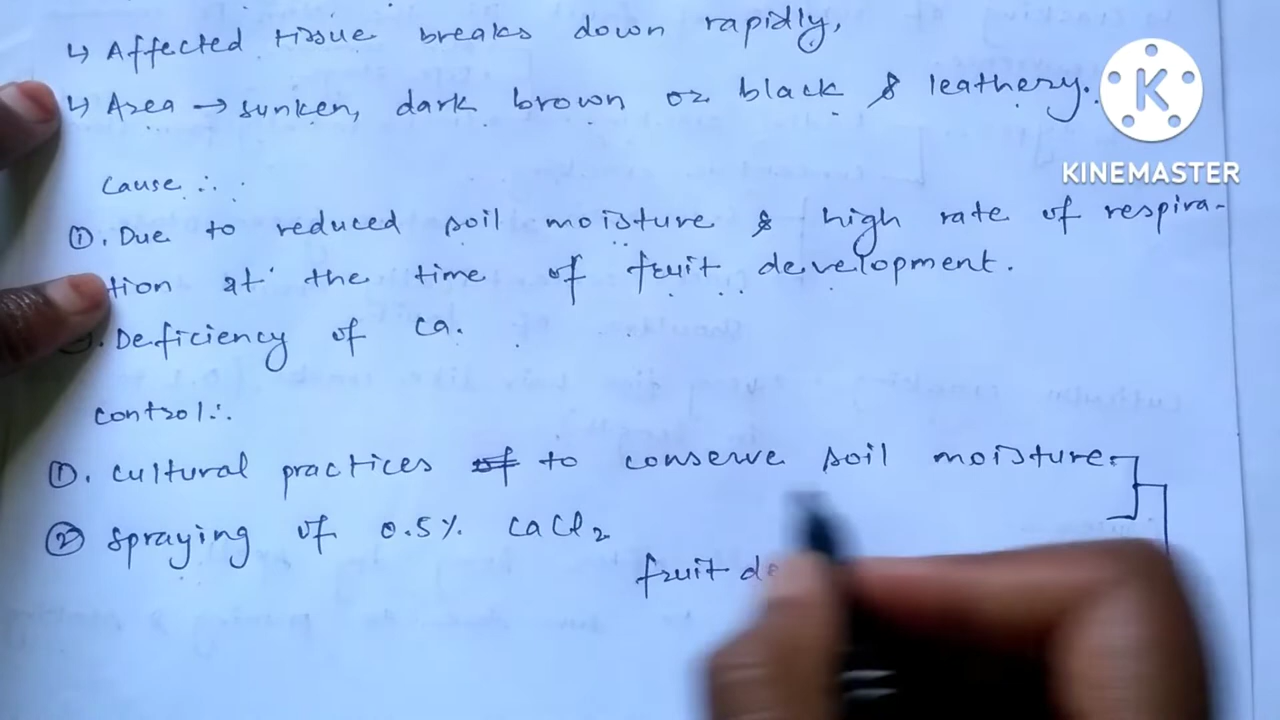 ↳ Affected tissue breaks down rapidly,
↳ Area → sunken, dark brown or black & leathery.
K
KINEMASTER
Cause ∴
①. Due to reduced soil moisture & high rate of respira-
tion at the time of fruit development.
. Deficiency of Ca.
Control ∴
①. Cultural practices of to conserve soil moisture.
② Spraying of 0.5% CaCl₂
fruit de